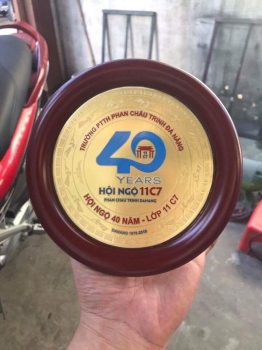 TRƯỜNG PTTH PHAN CHÂU TRINH ĐÀ NẴNG
40
YEARS
HỘI NGỘ 11C7
PHAN CHÂU TRINH DANANG
HỘI NGỘ 40 NĂM - LỚP 11 C7